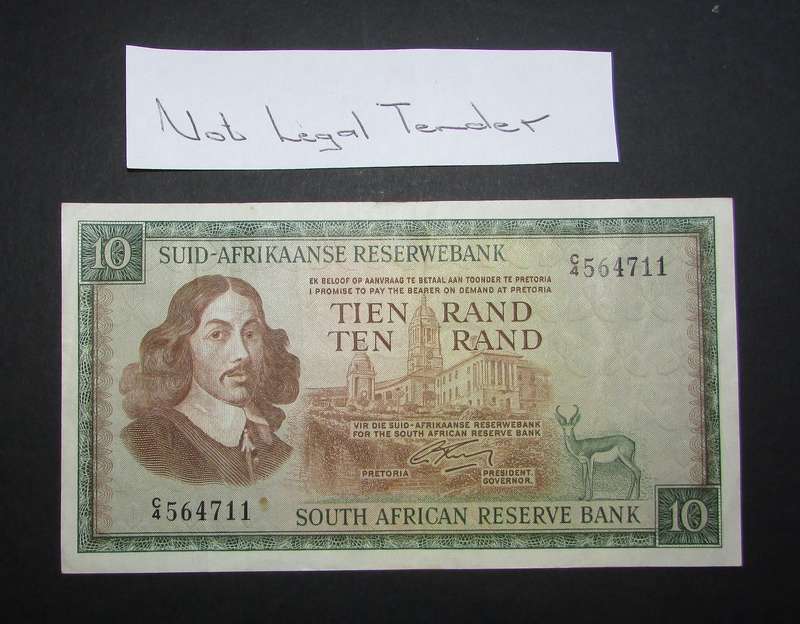 Not Legal Tender
10
SUID-AFRIKAANSE RESERWEBANK
C/4 564711
EK BELOOF OP AANVRAAG TE BETAAL AAN TOONDER TE PRETORIA
I PROMISE TO PAY THE BEARER ON DEMAND AT PRETORIA
TIEN RAND
TEN RAND
VIR DIE SUID-AFRIKAANSE RESERWEBANK
FOR THE SOUTH AFRICAN RESERVE BANK
PRETORIA PRESIDENT.
GOVERNOR.
C/4 564711
SOUTH AFRICAN RESERVE BANK
10